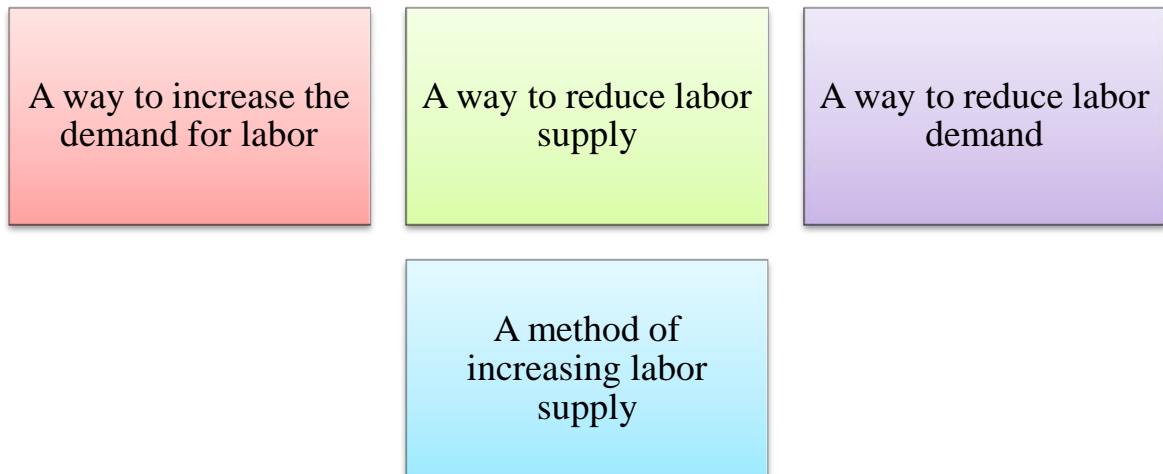 A way to increase the
demand for labor
A way to reduce labor
supply
A way to reduce labor
demand
A method of
increasing labor
supply